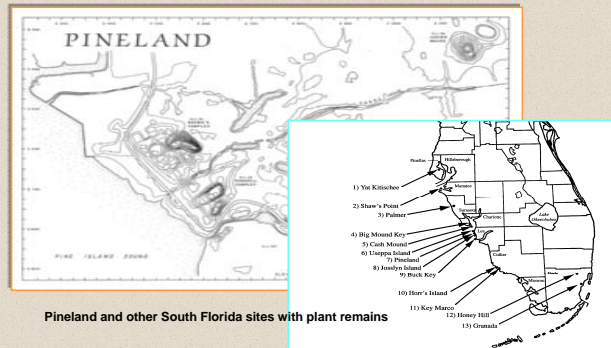 PINELAND
PINE ISLAND SOUND
Pinellas
Hillsborough
1) Yat Kitischee
Manatee
2) Shaw's Point
3) Palmer
Sarasota
Charlotte
Lake
Okeechobee
4) Big Mound Key
5) Cash Mound
Lee
6) Useppa Island
7) Pineland
8) Josslyn Island
9) Buck Key
Collier
10) Horr's Island
11) Key Marco
Monroe
12) Honey Hill
13) Granada
Pineland and other South Florida sites with plant remains